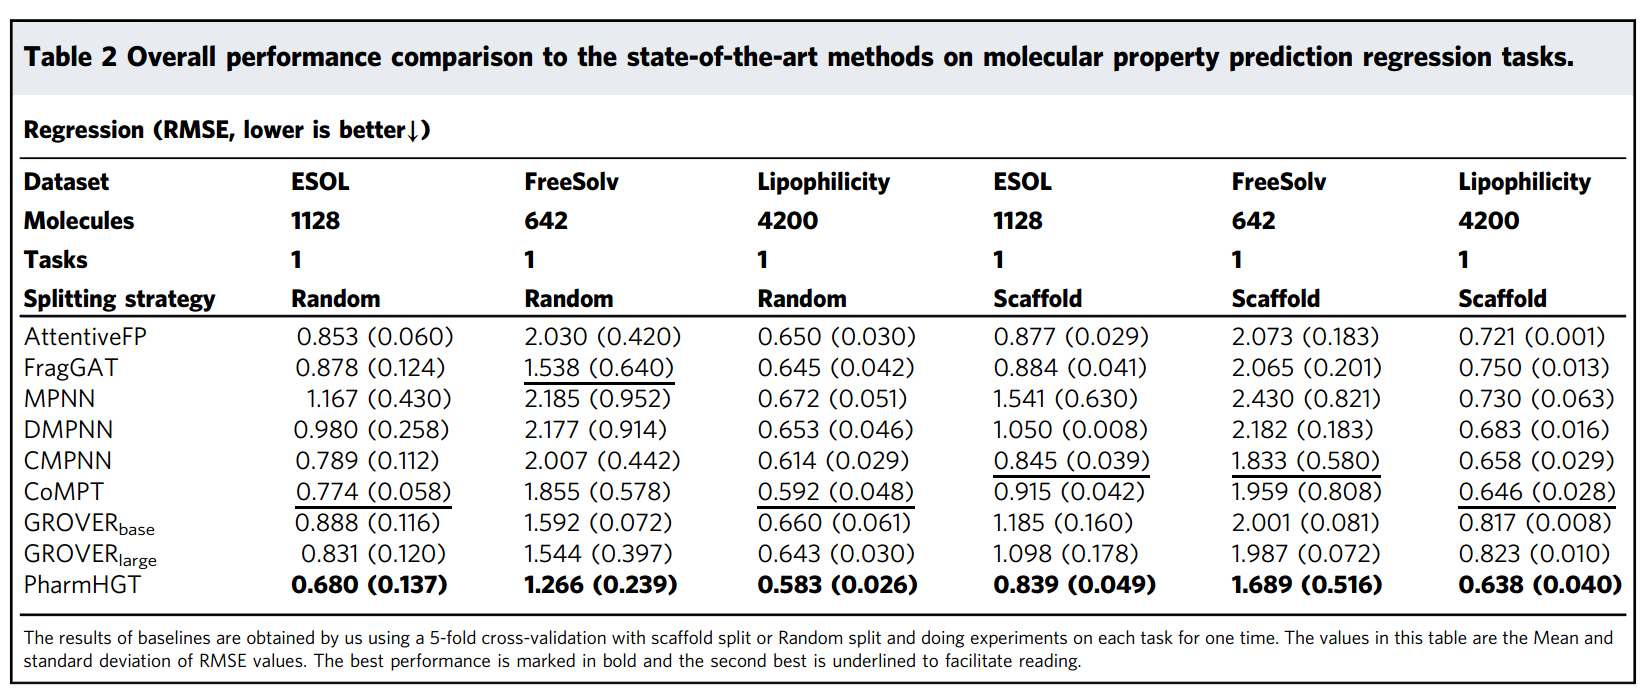 Table 2 Overall performance comparison to the state-of-the-art methods on molecular property prediction regression tasks.
Regression (RMSE, lower is better↓)
Dataset ESOL FreeSolv Lipophilicity ESOL FreeSolv Lipophilicity
Molecules 1128 642 4200 1128 642 4200
Tasks 1 1 1 1 1 1
Splitting strategy Random Random Random Scaffold Scaffold Scaffold
AttentiveFP 0.853 (0.060) 2.030 (0.420) 0.650 (0.030) 0.877 (0.029) 2.073 (0.183) 0.721 (0.001)
FragGAT 0.878 (0.124) 1.538 (0.640) 0.645 (0.042) 0.884 (0.041) 2.065 (0.201) 0.750 (0.013)
MPNN 1.167 (0.430) 2.185 (0.952) 0.672 (0.051) 1.541 (0.630) 2.430 (0.821) 0.730 (0.063)
DMPNN 0.980 (0.258) 2.177 (0.914) 0.653 (0.046) 1.050 (0.008) 2.182 (0.183) 0.683 (0.016)
CMPNN 0.789 (0.112) 2.007 (0.442) 0.614 (0.029) 0.845 (0.039) 1.833 (0.580) 0.658 (0.029)
CoMPT 0.774 (0.058) 1.855 (0.578) 0.592 (0.048) 0.915 (0.042) 1.959 (0.808) 0.646 (0.028)
GROVERbase 0.888 (0.116) 1.592 (0.072) 0.660 (0.061) 1.185 (0.160) 2.001 (0.081) 0.817 (0.008)
GROVERlarge 0.831 (0.120) 1.544 (0.397) 0.643 (0.030) 1.098 (0.178) 1.987 (0.072) 0.823 (0.010)
PharmHGT 0.680 (0.137) 1.266 (0.239) 0.583 (0.026) 0.839 (0.049) 1.689 (0.516) 0.638 (0.040)
The results of baselines are obtained by us using a 5-fold cross-validation with scaffold split or Random split and doing experiments on each task for one time. The values in this table are the Mean and
standard deviation of RMSE values. The best performance is marked in bold and the second best is underlined to facilitate reading.